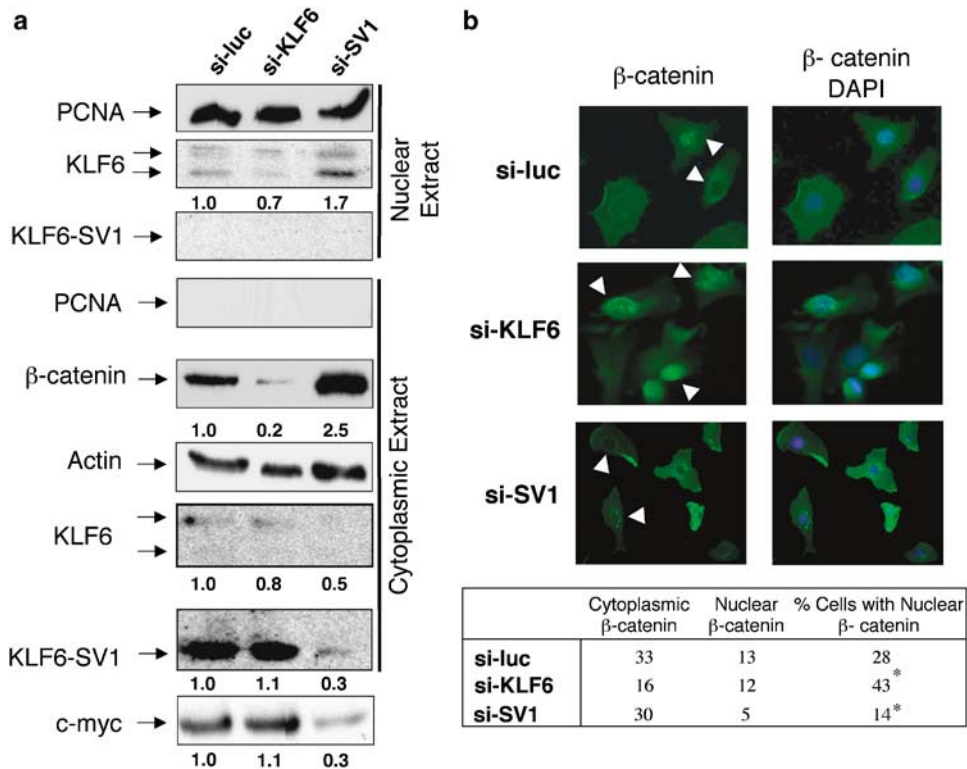 a
si-luc si-KLF6 si-SV1
PCNA
KLF6
1.0 0.7 1.7
KLF6-SV1
Nuclear
Extract
PCNA
β-catenin
1.0 0.2 2.5
Actin
KLF6
1.0 0.8 0.5
KLF6-SV1
1.0 1.1 0.3
Cytoplasmic Extract
c-myc
1.0 1.1 0.3
b
β-catenin
β- catenin
DAPI
si-luc
si-KLF6
si-SV1
Cytoplasmic Nuclear % Cells with Nuclear
β-catenin β-catenin β- catenin
si-luc 33 13 28
si-KLF6 16 12 43*
si-SV1 30 5 14*